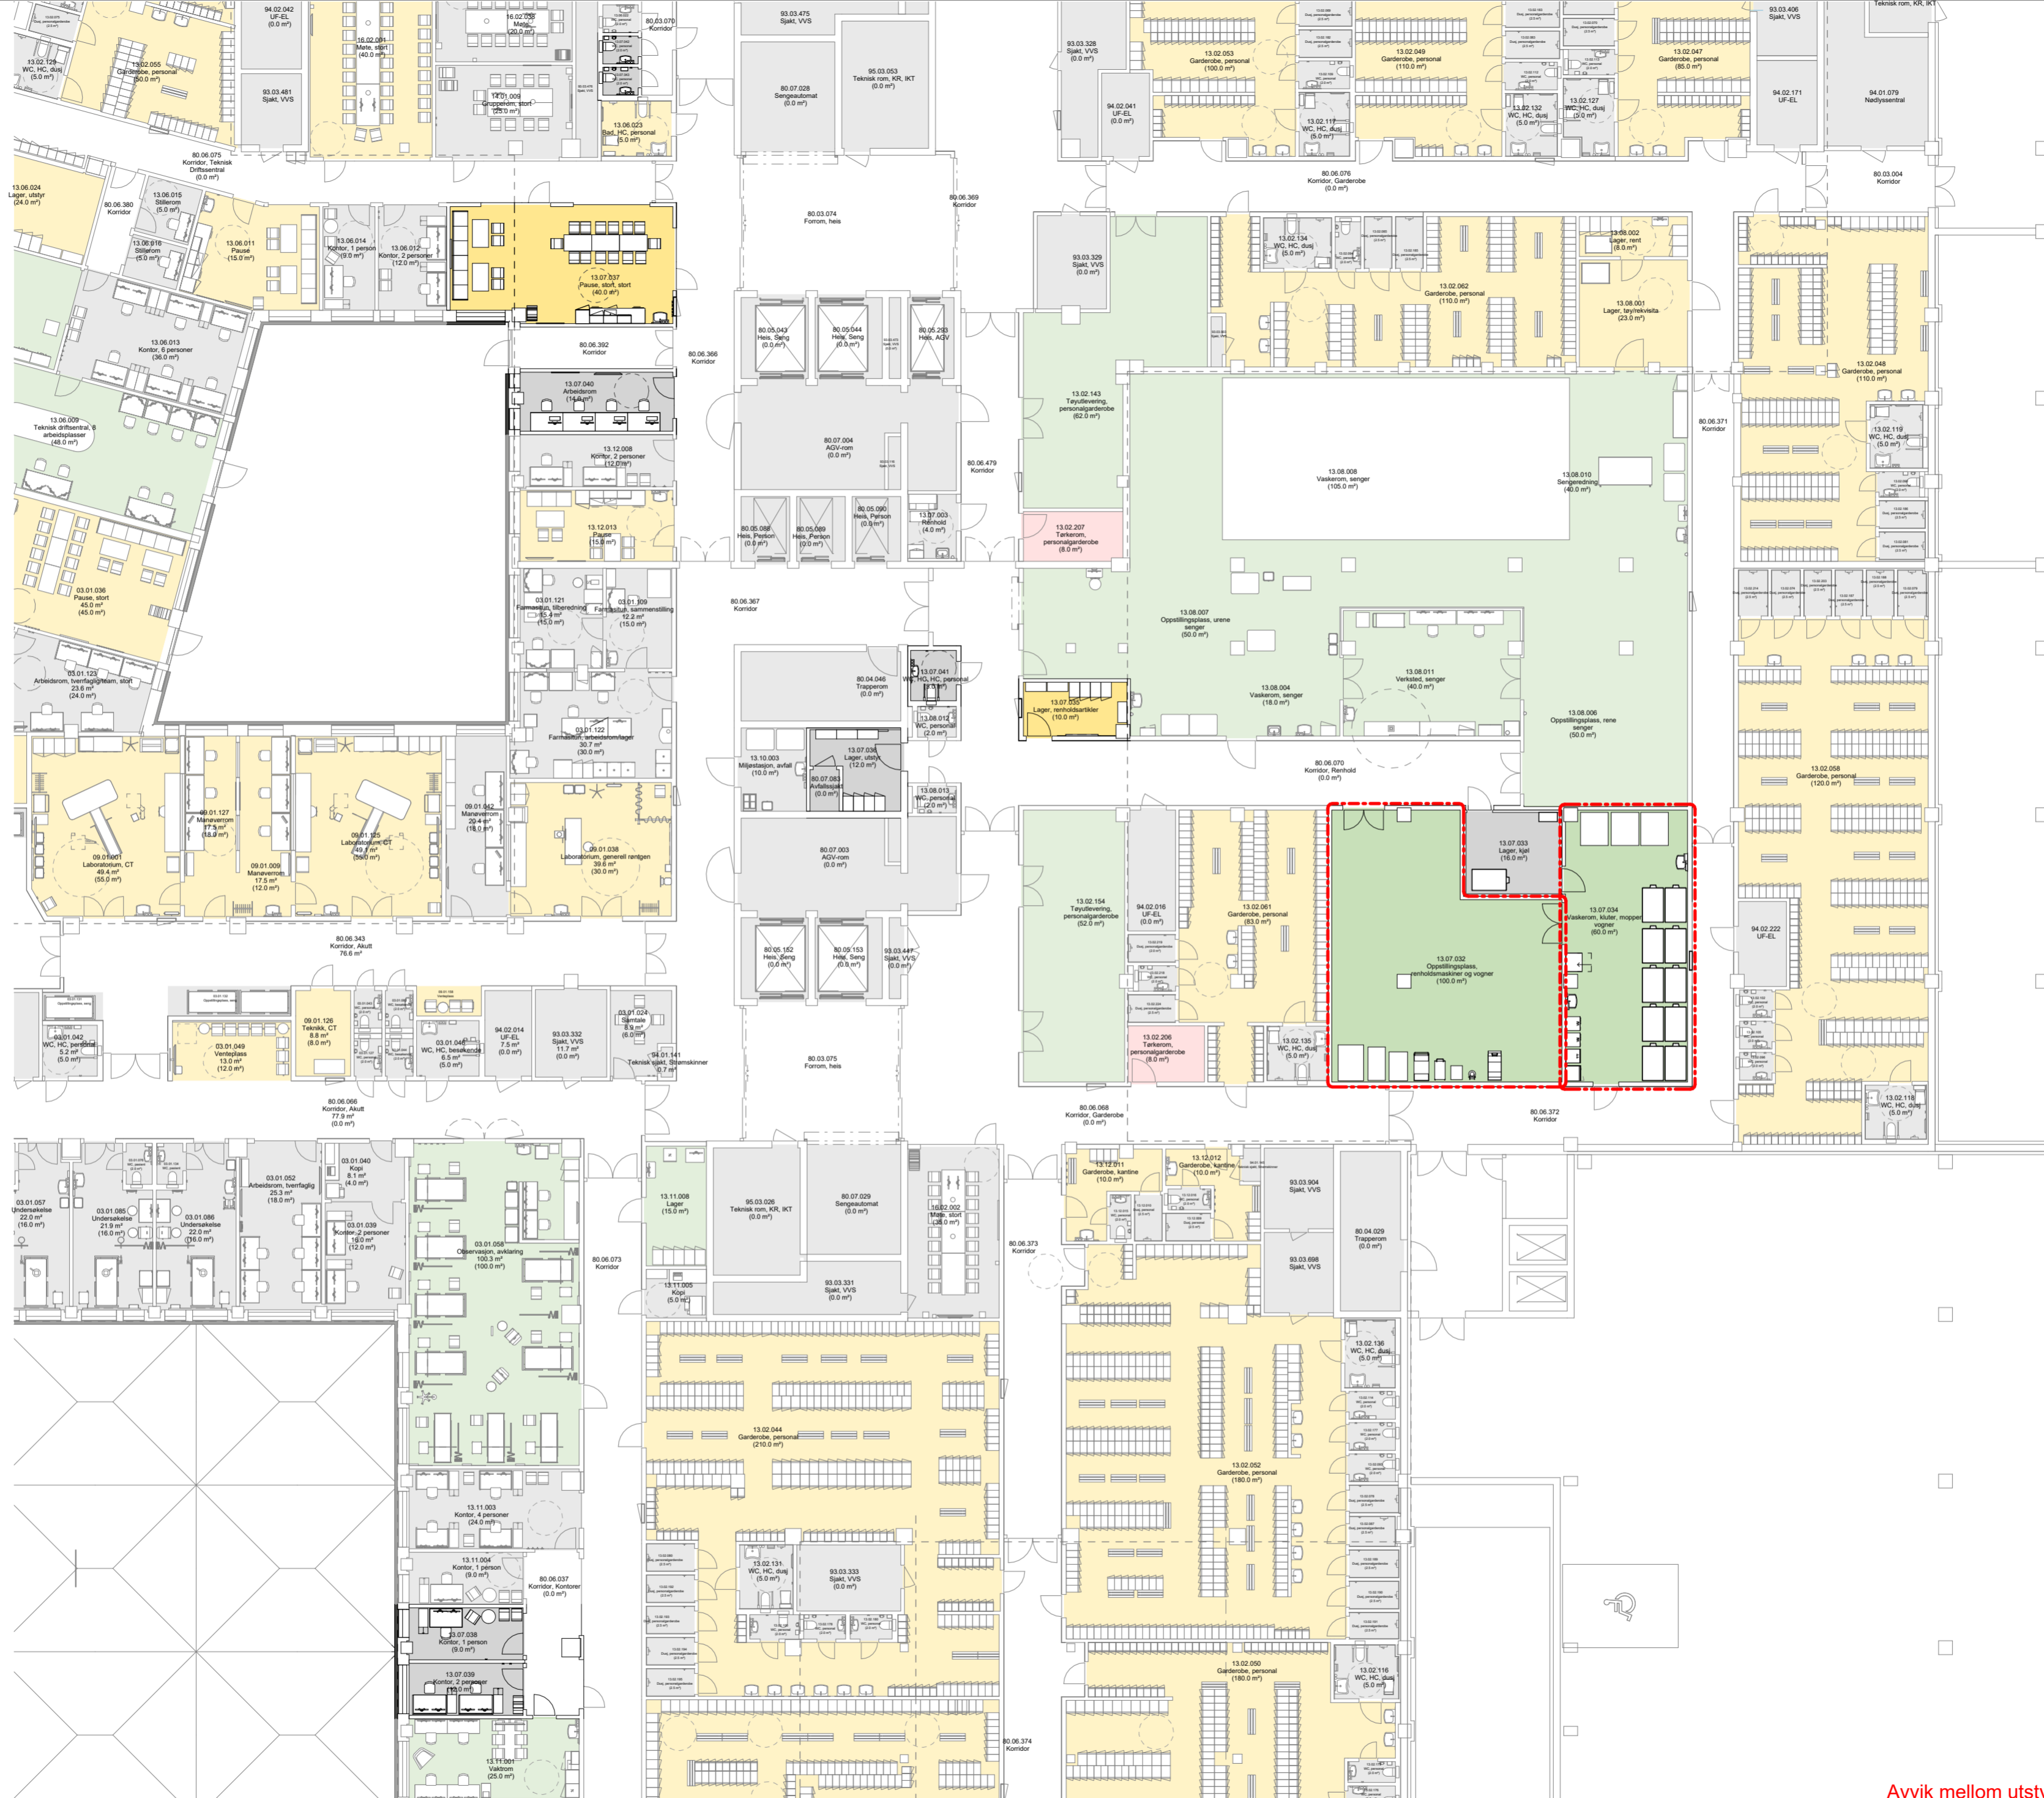 94.02.042
UF-EL
(0.0 m²)
16.02.035
Møte
(20.0 m²)
80.03.070
Korridor
93.03.475
Sjakt, VVS
93.03.406
Sjakt, VVS
Teknisk rom, KR, IKT
13.02.129
WC, HC, dusj
(5.0 m²)
13.02.055
Garderobe, personal
(50.0 m²)
16.02.001
Møte, stort
(40.0 m²)
93.03.481
Sjakt, VVS
14.01.009
Grupperom, stort
(25.0 m²)
13.06.023
Bad, HC, personal
(5.0 m²)
80.07.028
Sengeautomat
(0.0 m²)
95.03.053
Teknisk rom, KR, IKT
(0.0 m²)
93.03.328
Sjakt, VVS
(0.0 m²)
94.02.041
UF-EL
(0.0 m²)
13.02.053
Garderobe, personal
(100.0 m²)
13.02.117
WC, HC, dusj
(5.0 m²)
13.02.049
Garderobe, personal
(110.0 m²)
13.02.132
WC, HC, dusj
(5.0 m²)
13.02.127
WC, HC, dusj
(5.0 m²)
13.02.047
Garderobe, personal
(85.0 m²)
94.02.171
UF-EL
94.01.079
Nødlyssentral
80.06.075
Korridor, Teknisk
Driftssentral
(0.0 m²)
80.06.076
Korridor, Garderobe
(0.0 m²)
80.03.004
Korridor
13.06.024
Lager, utstyr
(24.0 m²)
80.06.380
Korridor
13.06.015
Stillerom
(5.0 m²)
13.06.016
Stillerom
(5.0 m²)
13.06.011
Pause
(15.0 m²)
13.06.014
Kontor, 1 person
(9.0 m²)
13.06.012
Kontor, 2 personer
(12.0 m²)
13.07.037
Pause, stort, stort
(40.0 m²)
80.03.074
Forrom, heis
80.06.369
Korridor
93.03.329
Sjakt, VVS
(0.0 m²)
13.02.134
WC, HC, dusj
(5.0 m²)
13.02.062
Garderobe, personal
(110.0 m²)
13.08.002
Lager, rent
(8.0 m²)
13.08.001
Lager, tøy/rekvisita
(23.0 m²)
13.02.048
Garderobe, personal
(110.0 m²)
13.06.013
Kontor, 6 personer
(36.0 m²)
80.06.392
Korridor
80.06.366
Korridor
80.05.043
Heis, Seng
(0.0 m²)
80.05.044
Heis, Seng
(0.0 m²)
80.05.293
Heis, AGV
13.07.040
Arbeidsrom
(14.0 m²)
13.06.009
Teknisk driftsentral, 8
arbeidsplasser
(48.0 m²)
13.12.008
Kontor, 2 personer
(12.0 m²)
80.07.004
AGV-rom
(0.0 m²)
80.06.479
Korridor
13.02.143
Tøyutlevering,
personalgarderobe
(62.0 m²)
13.08.008
Vaskerom, senger
(105.0 m²)
13.08.010
Sengeredning
(40.0 m²)
80.06.371
Korridor
13.02.119
WC, HC, dusj
(5.0 m²)
13.12.013
Pause
(15.0 m²)
80.05.088
Heis, Person
(0.0 m²)
80.05.089
Heis, Person
(0.0 m²)
80.05.090
Heis, Person
(0.0 m²)
13.07.003
Renhold
(4.0 m²)
13.02.207
Tørkerom,
personalgarderobe
(8.0 m²)
03.01.036
Pause, stort
45.0 m²
(45.0 m²)
03.01.121
Farmasitun, tilberedning
15.4 m²
(15.0 m²)
03.01.109
Farmasitun, sammenstilling
12.2 m²
(15.0 m²)
80.06.367
Korridor
13.08.007
Oppstillingsplass, urene
senger
(50.0 m²)
13.08.011
Verksted, senger
(40.0 m²)
03.01.123
Arbeidsrom, tverrfaglig/team, stort
23.6 m²
(24.0 m²)
80.04.046
Trapperom
(0.0 m²)
13.07.041
WC, HC, HC, personal
13.07.035
Lager, renholdsartikler
(10.0 m²)
13.08.004
Vaskerom, senger
(18.0 m²)
13.08.006
Oppstillingsplass, rene
senger
(50.0 m²)
03.01.122
Farmasitun, arbeidsrom/lager
30.7 m²
(30.0 m²)
13.08.012
WC, personal
(2.0 m²)
13.10.003
Miljøstasjon, avfall
(10.0 m²)
13.07.036
Lager, utstyr
(12.0 m²)
80.07.083
Avfallssjakt
(0.0 m²)
13.08.013
WC, personal
(2.0 m²)
80.06.070
Korridor, Renhold
(0.0 m²)
13.02.058
Garderobe, personal
(120.0 m²)
09.01.001
Laboratorium, CT
49.4 m²
(55.0 m²)
09.01.127
Manøverrom
17.5 m²
(18.0 m²)
09.01.009
Manøverrom
17.5 m²
(12.0 m²)
09.01.125
Laboratorium, CT
49.1 m²
(55.0 m²)
09.01.042
Manøverrom
20.4 m²
(18.0 m²)
09.01.038
Laboratorium, generell røntgen
39.6 m²
(30.0 m²)
80.07.003
AGV-rom
(0.0 m²)
13.02.154
Tøyutlevering,
personalgarderobe
(52.0 m²)
94.02.016
UF-EL
(0.0 m²)
13.02.061
Garderobe, personal
(83.0 m²)
13.07.033
Lager, kjøl
(16.0 m²)
13.07.034
Vaskerom, kluter, mopper
vogner
(60.0 m²)
13.07.032
Oppstillingsplass,
renholdsmaskiner og vogner
(100.0 m²)
94.02.222
UF-EL
80.06.343
Korridor, Akutt
76.6 m²
80.05.152
Heis, Seng
(0.0 m²)
80.05.153
Heis, Seng
(0.0 m²)
93.03.447
Sjakt, VVS
(0.0 m²)
03.01.042
WC, HC, personal
5.2 m²
(5.0 m²)
03.01.049
Venteplass
13.0 m²
(12.0 m²)
09.01.126
Teknikk, CT
8.8 m²
(8.0 m²)
WC, HC, besøkende
6.5 m²
(5.0 m²)
94.02.014
UF-EL
7.5 m²
(0.0 m²)
93.03.332
Sjakt, VVS
11.7 m²
(0.0 m²)
03.01.024
Samtale
8.9 m²
(6.0 m²)
94.01.141
Teknisk sjakt, Strømskinner
0.7 m²
80.03.075
Forrom, heis
13.02.206
Tørkerom,
personalgarderobe
(8.0 m²)
13.02.135
WC, HC, dusj
(5.0 m²)
80.06.066
Korridor, Akutt
77.9 m²
(0.0 m²)
80.06.068
Korridor, Garderobe
(0.0 m²)
80.06.372
Korridor
13.02.118
WC, HC, dusj
(5.0 m²)
03.01.057
Undersøkelse
22.0 m²
(16.0 m²)
03.01.085
Undersøkelse
21.9 m²
(16.0 m²)
03.01.086
Undersøkelse
22.0 m²
(16.0 m²)
03.01.052
Arbeidsrom, tverrfaglig
25.3 m²
(18.0 m²)
03.01.040
Kopi
8.1 m²
(4.0 m²)
03.01.039
Kontor, 2 personer
16.0 m²
(12.0 m²)
03.01.058
Observasjon, avklaring
100.3 m²
(100.0 m²)
80.06.073
Korridor
13.11.008
Lager
(15.0 m²)
13.11.005
Kopi
(5.0 m²)
95.03.026
Teknisk rom, KR, IKT
(0.0 m²)
80.07.029
Sengeautomat
(0.0 m²)
93.03.331
Sjakt, VVS
(0.0 m²)
16.02.002
Møte, stort
(38.0 m²)
80.06.373
Korridor
13.12.011
Garderobe, kantine
(10.0 m²)
13.12.012
Garderobe, kantine
(10.0 m²)
93.03.904
Sjakt, VVS
93.03.698
Sjakt, VVS
80.04.029
Trapperom
(0.0 m²)
13.02.136
WC, HC, dusj
(5.0 m²)
13.02.044
Garderobe, personal
(210.0 m²)
13.02.052
Garderobe, personal
(180.0 m²)
13.11.003
Kontor, 4 personer
(24.0 m²)
13.11.004
Kontor, 1 person
(9.0 m²)
80.06.037
Korridor, Kontorer
(0.0 m²)
13.02.131
WC, HC, dusj
(5.0 m²)
93.03.333
Sjakt, VVS
(0.0 m²)
13.07.038
Kontor, 1 person
(9.0 m²)
13.07.039
Kontor, 2 personer
(12.0 m²)
13.02.050
Garderobe, personal
(180.0 m²)
13.02.116
WC, HC, dusj
(5.0 m²)
80.06.374
Korridor
13.11.001
Vaktrom
(25.0 m²)
Avvik mellom utsty